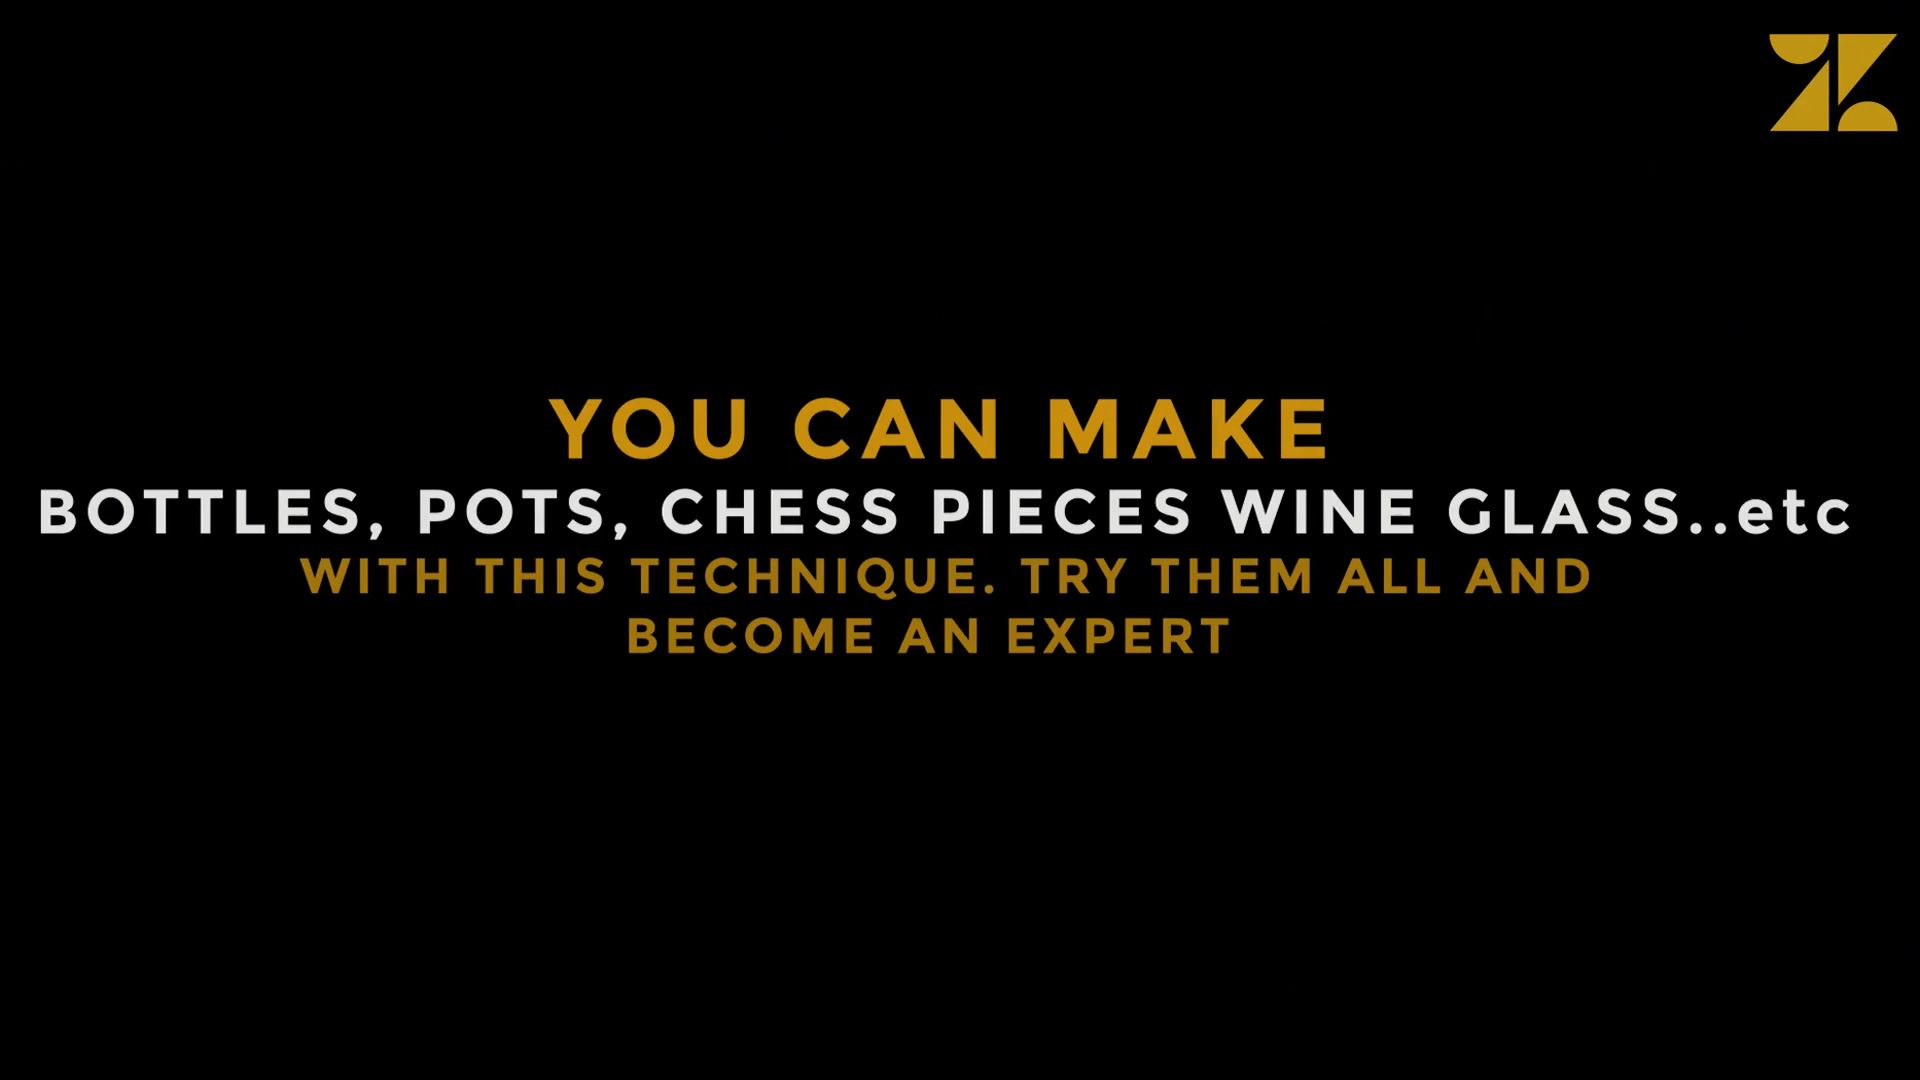 YOU CAN MAKE
BOTTLES, POTS, CHESS PIECES WINE GLASS..etc
WITH THIS TECHNIQUE. TRY THEM ALL AND
BECOME AN EXPERT